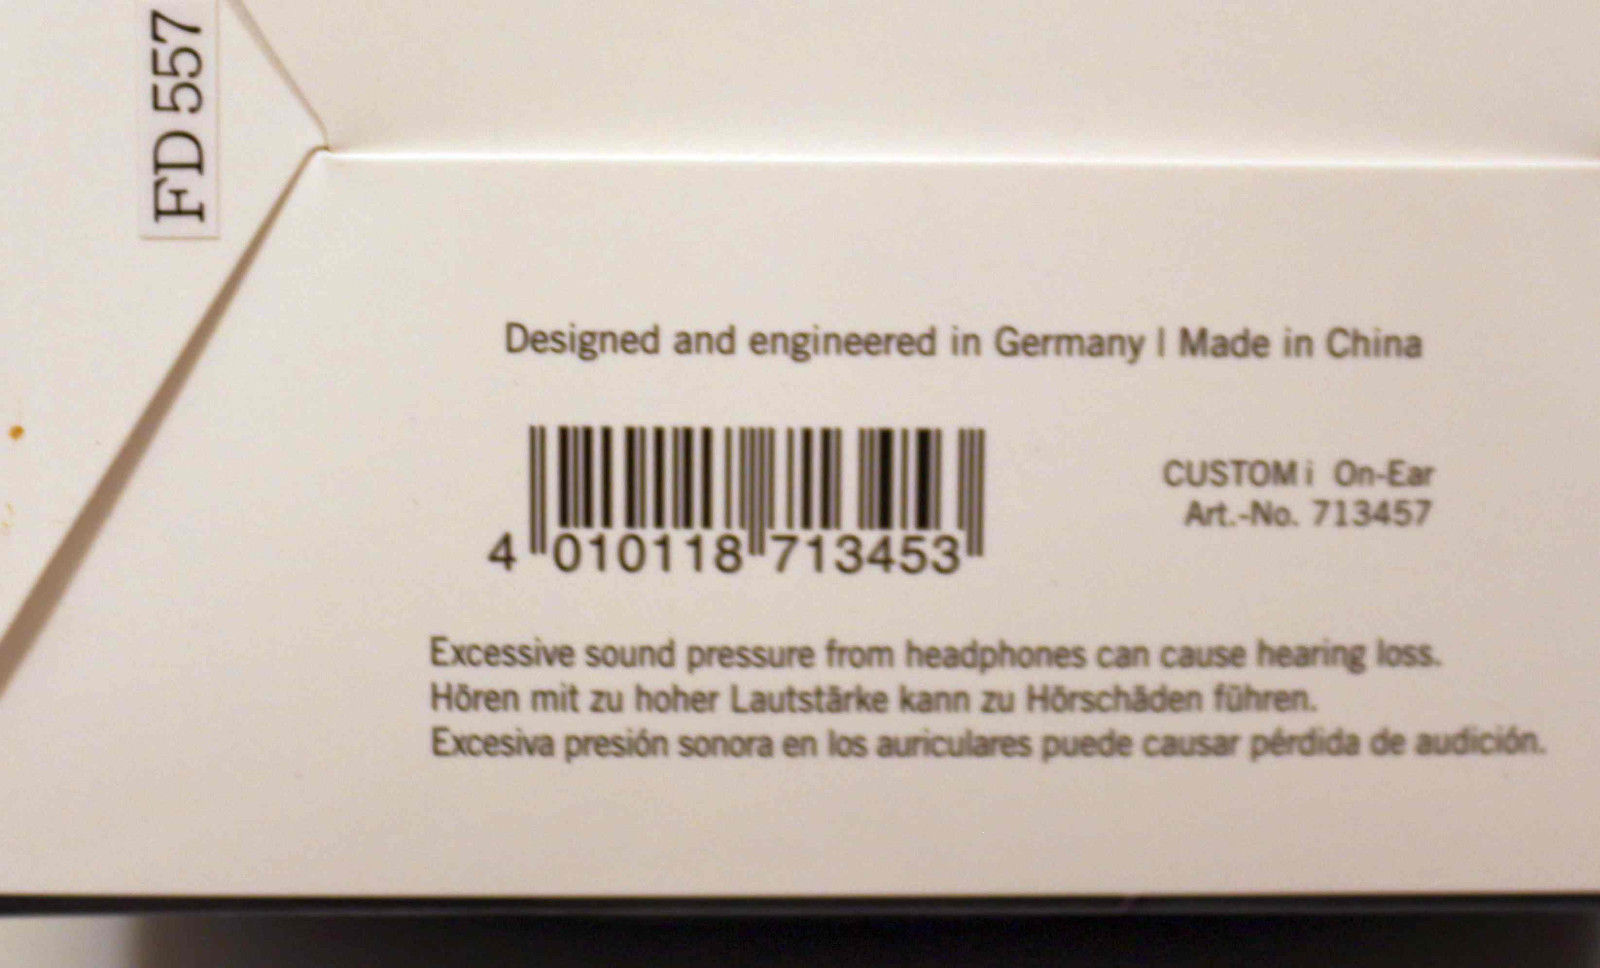 FD 557
Designed and engineered in Germany | Made in China
4 010118 713453
CUSTOM i On-Ear
Art.-No. 713457
Excessive sound pressure from headphones can cause hearing loss.
Hören mit zu hoher Lautstärke kann zu Hörschäden führen.
Excesiva presión sonora en los auriculares puede causar pérdida de audición.